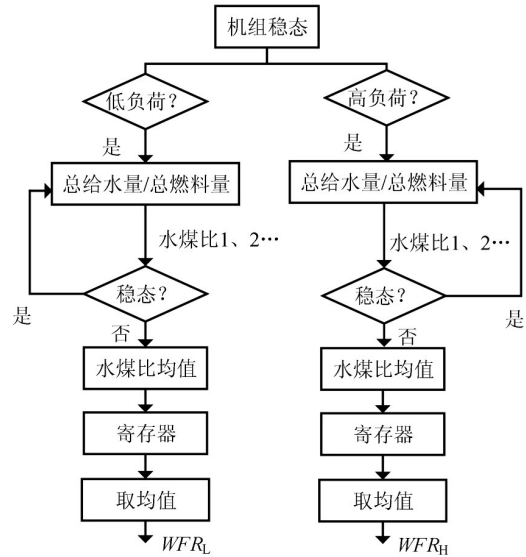 机组稳态
低负荷?
高负荷?
是
是
总给水量/总燃料量
总给水量/总燃料量
水煤比1、2…
水煤比1、2…
稳态?
稳态?
是
否
否
是
水煤比均值
水煤比均值
寄存器
寄存器
取均值
取均值
WFRL
WFRH